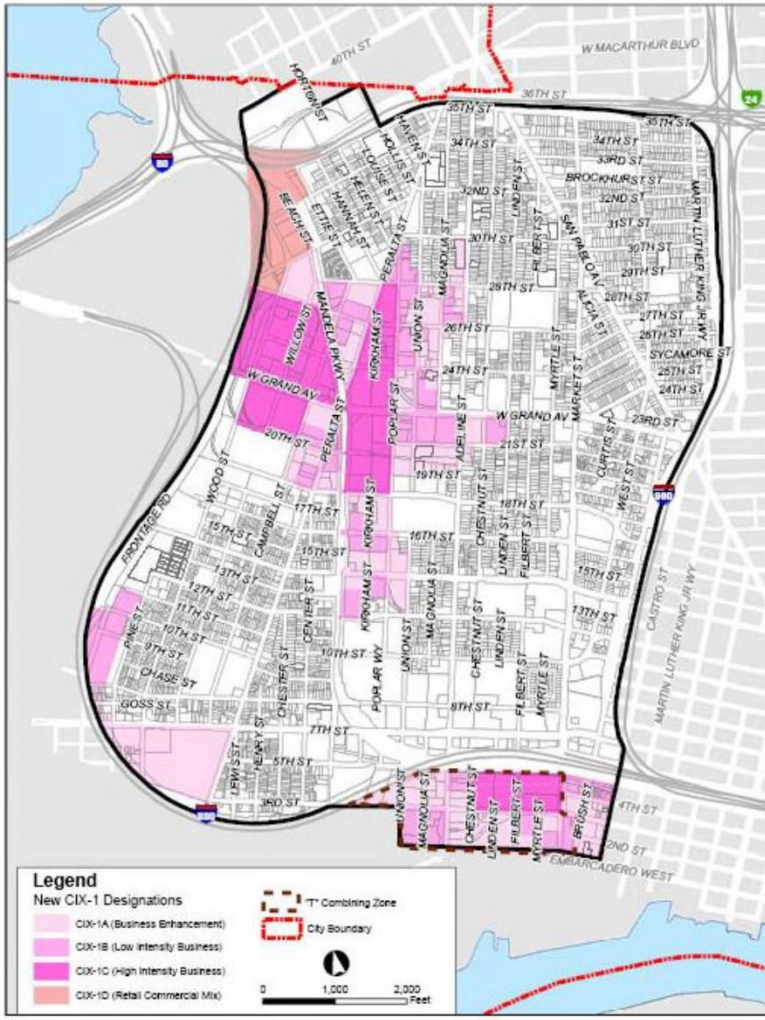 40TH ST
W MACARTHUR BLVD
HORTON ST
36TH ST
24
35TH ST
35TH ST
HAVEN ST
HOLLIS ST
34TH ST
34TH ST
33RD ST
LOUISE ST
BROCKHURST ST
80
HELEN ST
32ND ST
32ND ST
LINDEN ST
HANNAH ST
ETTIE ST
BEACH ST
PERALTA ST
MAGNOLIA ST
30TH ST
FILBERT ST
SAN PABLO AV
31ST ST
30TH ST
MARTIN LUTHER KING JR WY
29TH ST
28TH ST
28TH ST
ALICIA ST
27TH ST
WILLOW ST
MANDELA PKWY
KIRKHAM ST
UNION ST
26TH ST
26TH ST
SYCAMORE ST
24TH ST
MYRTLE ST
MARKET ST
25TH ST
24TH ST
W GRAND AV
POPLAR ST
W GRAND AV
23RD ST
PERALTA ST
20TH ST
ADELINE ST
21ST ST
CURTIS ST
WEST ST
19TH ST
WOOD ST
CAMPBELL ST
17TH ST
KIRKHAM ST
CHESTNUT ST
18TH ST
LINDEN ST
FILBERT ST
980
FRONTAGE RD
15TH ST
15TH ST
16TH ST
13TH ST
15TH ST
12TH ST
KIRKHAM ST
MAGNOLIA ST
11TH ST
PINE ST
10TH ST
CENTER ST
13TH ST
CASTRO ST
MARTIN LUTHER KING JR WY
9TH ST
10TH ST
UNION ST
CHESTNUT ST
LINDEN ST
CHASE ST
CHESTER ST
POPLAR WY
FILBERT ST
MYRTLE ST
GOSS ST
8TH ST
7TH ST
HENRY ST
LEWIS ST
5TH ST
3RD ST
880
UNION ST
MAGNOLIA ST
CHESTNUT ST
LINDEN ST
FILBERT ST
MYRTLE ST
BRUSH ST
4TH ST
2ND ST
EMBARCADERO WEST
Legend
New CIX-1 Designations
CIX-1A (Business Enhancement)
CIX-1B (Low Intensity Business)
CIX-1C (High Intensity Business)
CIX-1D (Retail Commercial Mix)
"T" Combining Zone
City Boundary
0 1,000 2,000
Feet